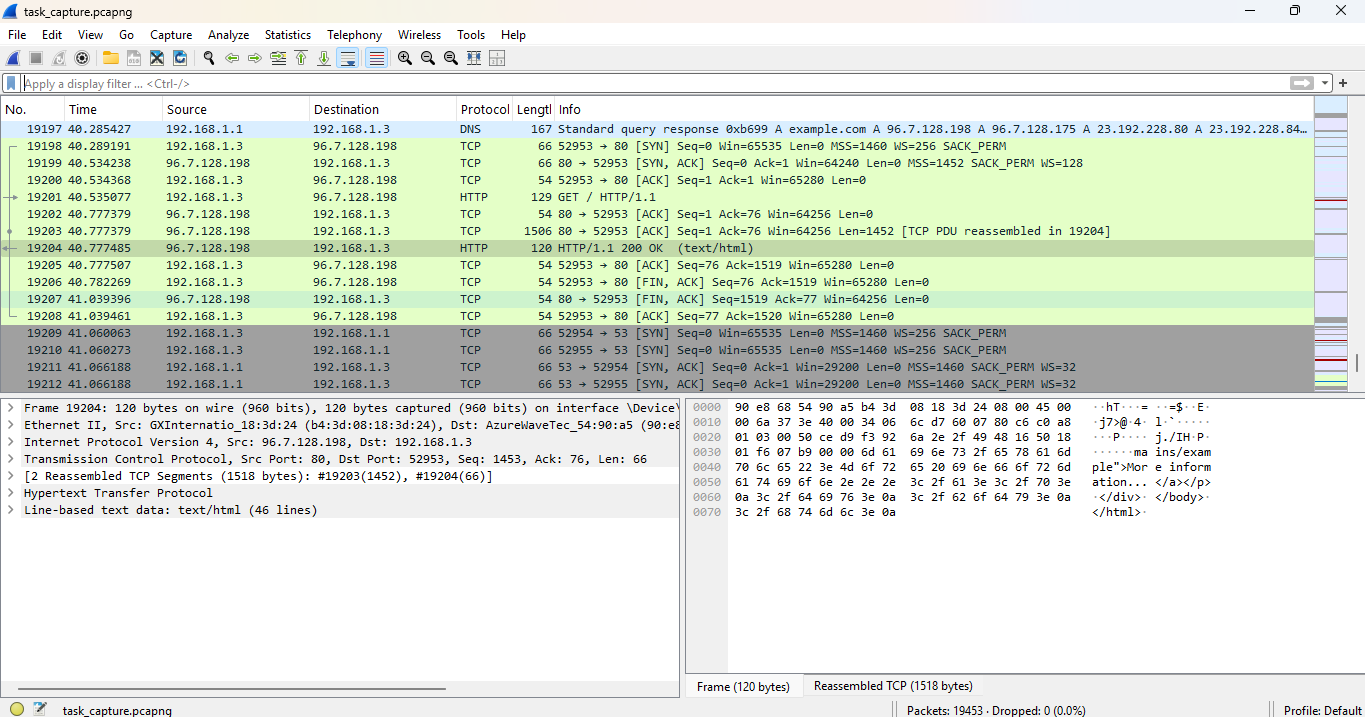 task_capture.pcapng
File Edit View Go Capture Analyze Statistics Telephony Wireless Tools Help
Apply a display filter ... <Ctrl-/>
No. Time Source Destination Protocol Lengtl Info
19197 40.285427 192.168.1.1 192.168.1.3 DNS 167 Standard query response 0xb699 A example.com A 96.7.128.198 A 96.7.128.175 A 23.192.228.80 A 23.192.228.84…
19198 40.289191 192.168.1.3 96.7.128.198 TCP 66 52953 → 80 [SYN] Seq=0 Win=65535 Len=0 MSS=1460 WS=256 SACK_PERM
19199 40.534238 96.7.128.198 192.168.1.3 TCP 66 80 → 52953 [SYN, ACK] Seq=0 Ack=1 Win=64240 Len=0 MSS=1452 SACK_PERM WS=128
19200 40.534368 192.168.1.3 96.7.128.198 TCP 54 52953 → 80 [ACK] Seq=1 Ack=1 Win=65280 Len=0
19201 40.535077 192.168.1.3 96.7.128.198 HTTP 129 GET / HTTP/1.1
19202 40.777379 96.7.128.198 192.168.1.3 TCP 54 80 → 52953 [ACK] Seq=1 Ack=76 Win=64256 Len=0
19203 40.777379 96.7.128.198 192.168.1.3 TCP 1506 80 → 52953 [ACK] Seq=1 Ack=76 Win=64256 Len=1452 [TCP PDU reassembled in 19204]
19204 40.777485 96.7.128.198 192.168.1.3 HTTP 120 HTTP/1.1 200 OK (text/html)
19205 40.777507 192.168.1.3 96.7.128.198 TCP 54 52953 → 80 [ACK] Seq=76 Ack=1519 Win=65280 Len=0
19206 40.782269 192.168.1.3 96.7.128.198 TCP 54 52953 → 80 [FIN, ACK] Seq=76 Ack=1519 Win=65280 Len=0
19207 41.039396 96.7.128.198 192.168.1.3 TCP 54 80 → 52953 [FIN, ACK] Seq=1519 Ack=77 Win=64256 Len=0
19208 41.039461 192.168.1.3 96.7.128.198 TCP 54 52953 → 80 [ACK] Seq=77 Ack=1520 Win=65280 Len=0
19209 41.060063 192.168.1.3 192.168.1.1 TCP 66 52954 → 53 [SYN] Seq=0 Win=65535 Len=0 MSS=1460 WS=256 SACK_PERM
19210 41.060273 192.168.1.3 192.168.1.1 TCP 66 52955 → 53 [SYN] Seq=0 Win=65535 Len=0 MSS=1460 WS=256 SACK_PERM
19211 41.066188 192.168.1.1 192.168.1.3 TCP 66 53 → 52954 [SYN, ACK] Seq=0 Ack=1 Win=29200 Len=0 MSS=1460 SACK_PERM WS=32
19212 41.066188 192.168.1.1 192.168.1.3 TCP 66 53 → 52955 [SYN, ACK] Seq=0 Ack=1 Win=29200 Len=0 MSS=1460 SACK_PERM WS=32
Frame 19204: 120 bytes on wire (960 bits), 120 bytes captured (960 bits) on interface \Device\
Ethernet II, Src: GXInternatio_18:3d:24 (b4:3d:08:18:3d:24), Dst: AzureWaveTec_54:90:a5 (90:e8
Internet Protocol Version 4, Src: 96.7.128.198, Dst: 192.168.1.3
Transmission Control Protocol, Src Port: 80, Dst Port: 52953, Seq: 1453, Ack: 76, Len: 66
[2 Reassembled TCP Segments (1518 bytes): #19203(1452), #19204(66)]
Hypertext Transfer Protocol
Line-based text data: text/html (46 lines)
0000 90 e8 68 54 90 a5 b4 3d 08 18 3d 24 08 00 45 00 ··hT···= ··=$··E·
0010 00 6a 37 3e 40 00 34 06 6c d7 60 07 80 c6 c0 a8 ·j7>@·4· l·`·····
0020 01 03 00 50 ce d9 f3 92 6a 2e 2f 49 48 16 50 18 ···P···· j./IH·P·
0030 01 f6 07 b9 00 00 6d 61 69 6e 73 2f 65 78 61 6d ······ma ins/exam
0040 70 6c 65 22 3e 4d 6f 72 65 20 69 6e 66 6f 72 6d ple">Mor e inform
0050 61 74 69 6f 6e 2e 2e 2e 3c 2f 61 3e 3c 2f 70 3e ation... </a></p>
0060 0a 3c 2f 64 69 76 3e 0a 3c 2f 62 6f 64 79 3e 0a ·</div>· </body>·
0070 3c 2f 68 74 6d 6c 3e 0a </html>·
Frame (120 bytes) Reassembled TCP (1518 bytes)
task_capture.pcapng Packets: 19453 · Dropped: 0 (0.0%) Profile: Default